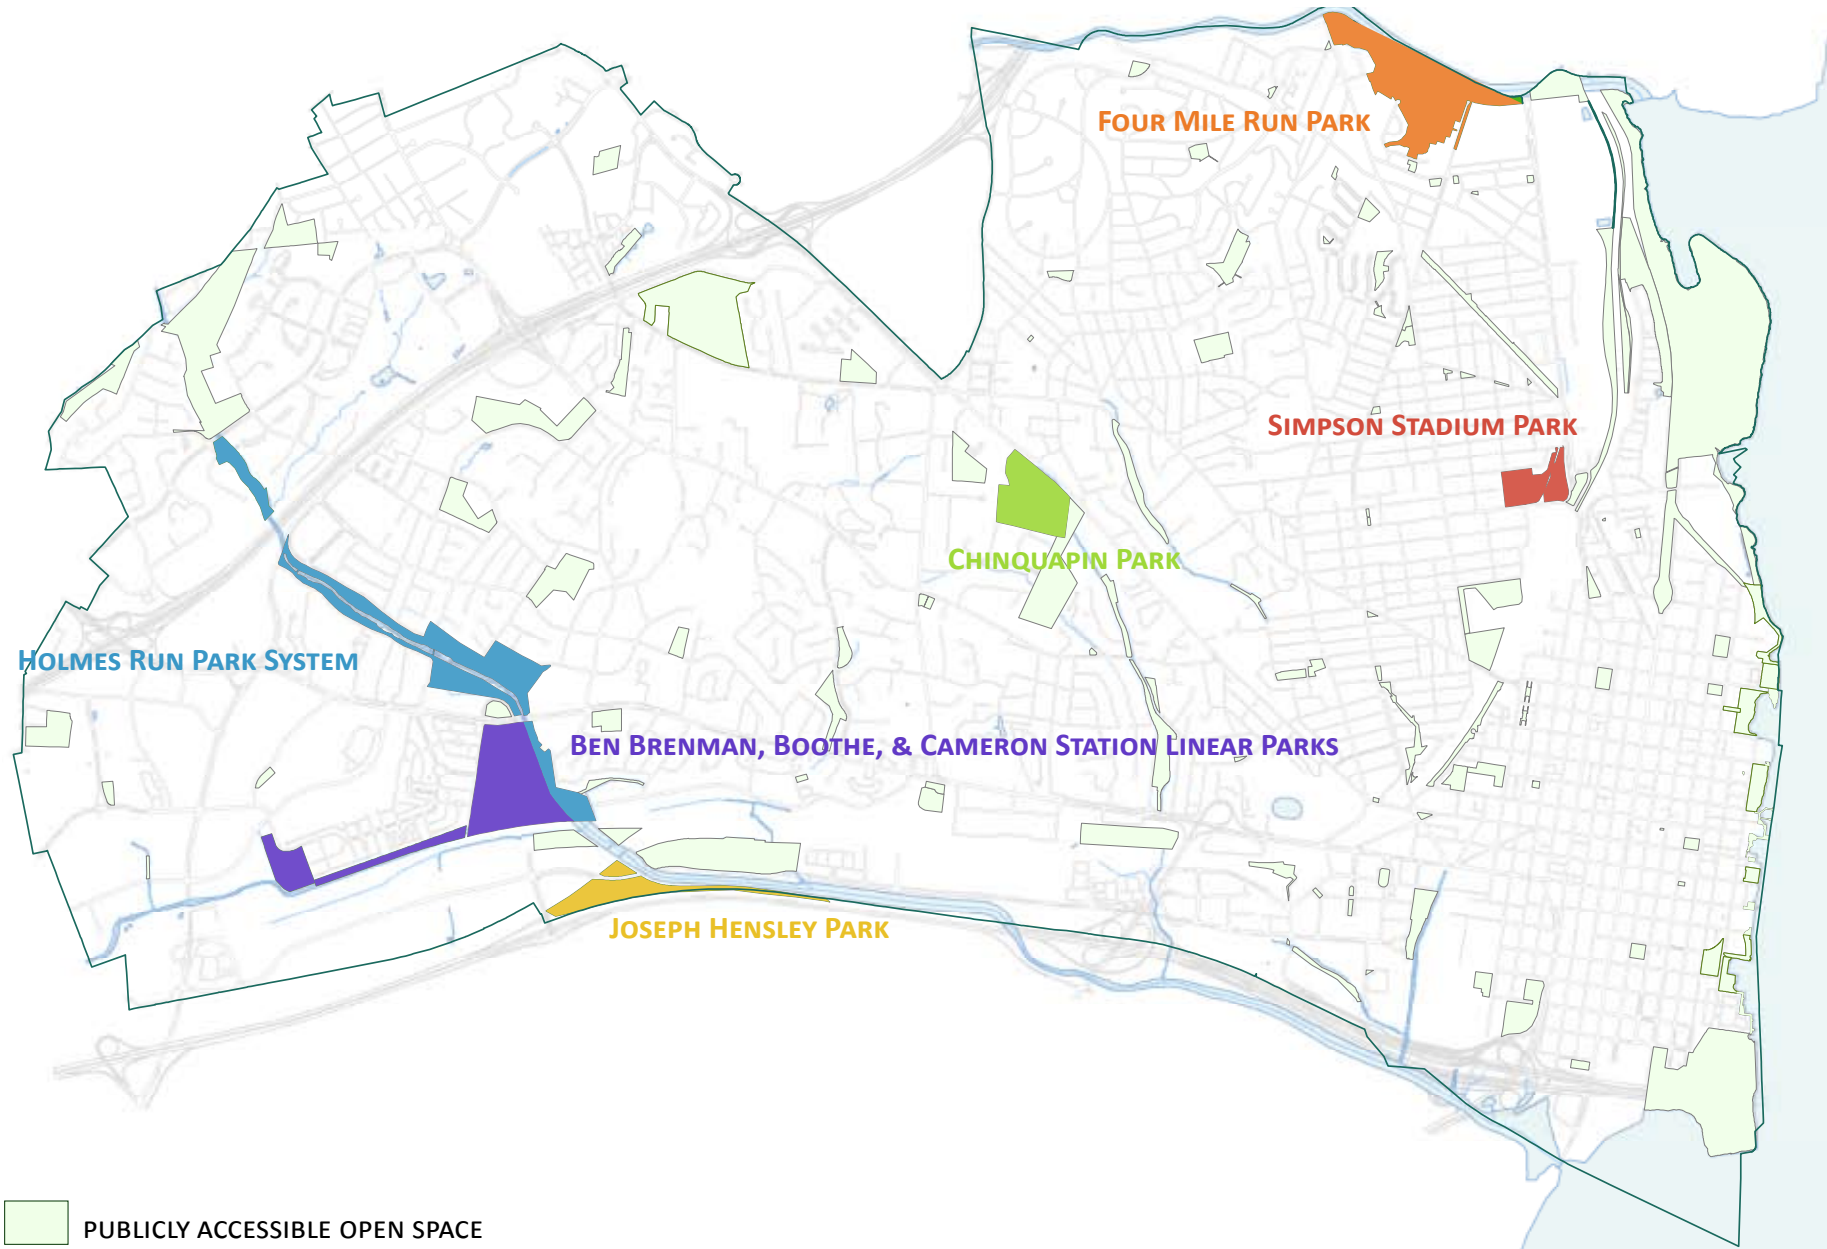 Four Mile Run Park
Simpson Stadium Park
Chinquapin Park
Holmes Run Park System
Ben Brenman, Boothe, & Cameron Station Linear Parks
Joseph Hensley Park
publicly accessible open space